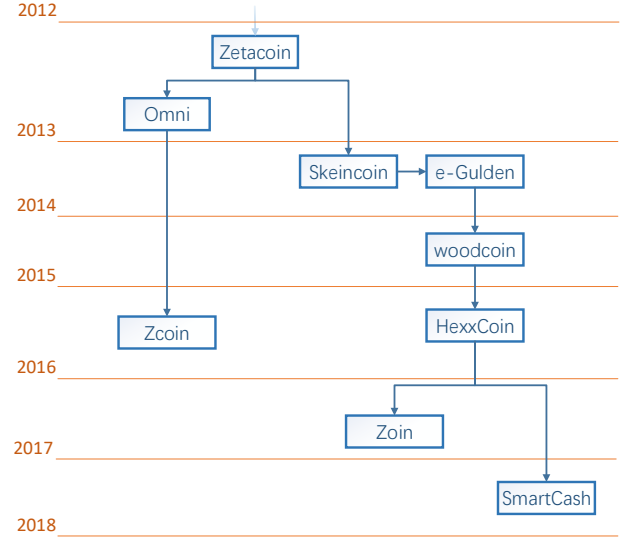 2012
Zetacoin
Omni
2013
Skeincoin
e-Gulden
2014
woodcoin
2015
HexxCoin
Zcoin
2016
Zoin
2017
SmartCash
2018